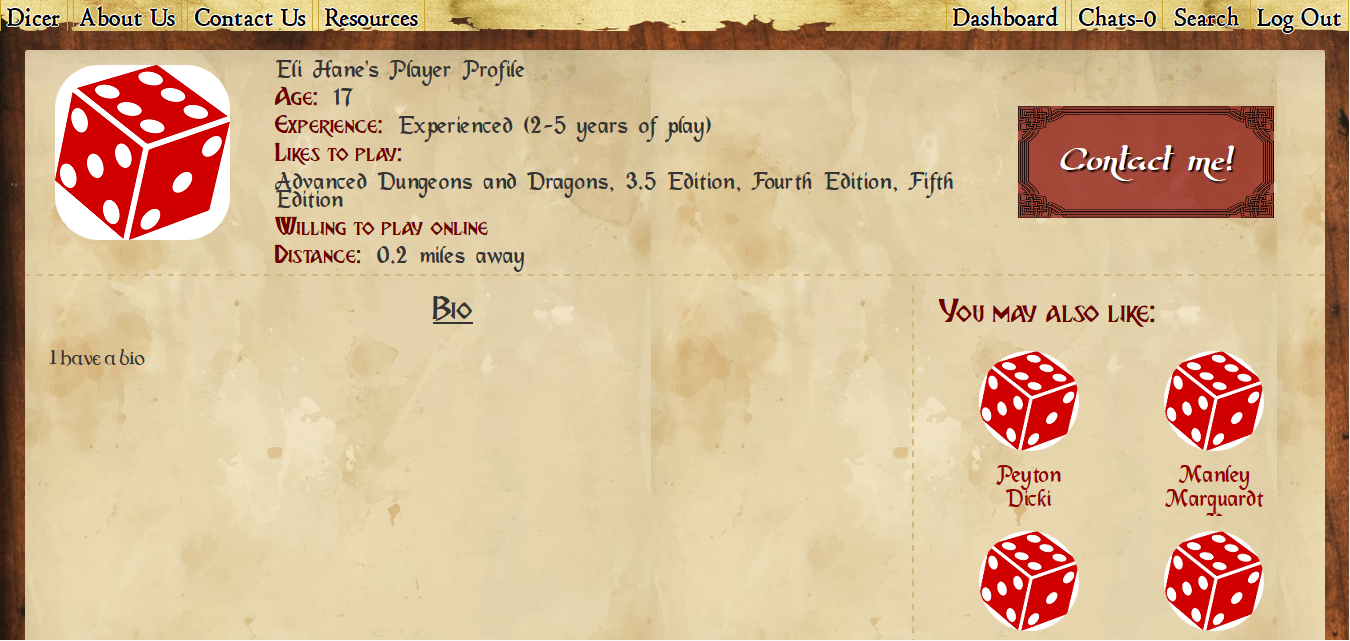 Dicer About Us Contact Us Resources Dashboard Chats-0 Search Log Out
Eli Hane's Player Profile
Age: 17
Experience: Experienced (2-5 years of play)
Likes to play:
Advanced Dungeons and Dragons, 3.5 Edition, Fourth Edition, Fifth
Edition
Willing to play online
Distance: 0.2 miles away
Contact me!
Bio
I have a bio
You may also like:
Peyton
Dicki
Manley
Marquardt